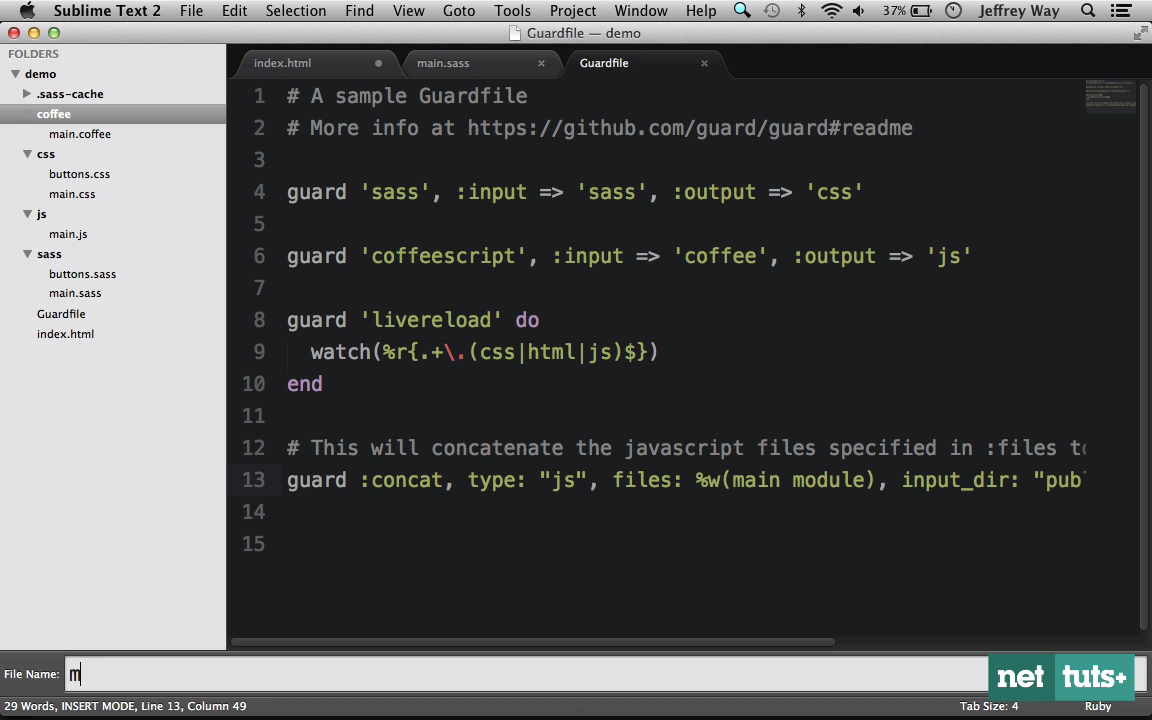 Sublime Text 2 File Edit Selection Find View Goto Tools Project Window Help 37% Jeffrey Way
Guardfile — demo
FOLDERS
demo
.sass-cache
coffee
main.coffee
css
buttons.css
main.css
js
main.js
sass
buttons.sass
main.sass
Guardfile
index.html
index.html main.sass × Guardfile ×
1 # A sample Guardfile
2 # More info at https://github.com/guard/guard#readme
3
4 guard 'sass', :input => 'sass', :output => 'css'
5
6 guard 'coffeescript', :input => 'coffee', :output => 'js'
7
8 guard 'livereload' do
9 watch(%r{.+\.(css|html|js)$})
10 end
11
12 # This will concatenate the javascript files specified in :files to
13 guard :concat, type: "js", files: %w(main module), input_dir: "pub
14
15
File Name: m
net tuts+
29 Words, INSERT MODE, Line 13, Column 49 Tab Size: 4 Ruby